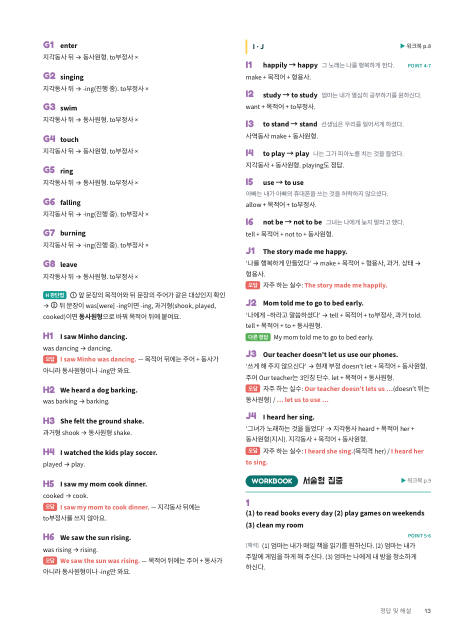 G1 enter
지각동사 뒤 → 동사원형. to부정사 ×
G2 singing
지각동사 뒤 → -ing(진행 중). to부정사 ×
G3 swim
지각동사 뒤 → 동사원형. to부정사 ×
G4 touch
지각동사 뒤 → 동사원형. to부정사 ×
G5 ring
지각동사 뒤 → 동사원형. to부정사 ×
G6 falling
지각동사 뒤 → -ing(진행 중). to부정사 ×
G7 burning
지각동사 뒤 → -ing(진행 중). to부정사 ×
G8 leave
지각동사 뒤 → 동사원형. to부정사 ×
H 판단법 ① 앞 문장의 목적어와 뒤 문장의 주어가 같은 대상인지 확인
→ ② 뒤 문장이 was[were] -ing이면 -ing, 과거형(shook, played,
cooked)이면 동사원형으로 바꿔 목적어 뒤에 붙여요.
H1 I saw Minho dancing.
was dancing → dancing.
오답 I saw Minho was dancing. — 목적어 뒤에는 주어 + 동사가
아니라 동사원형이나 -ing만 와요.
H2 We heard a dog barking.
was barking → barking.
H3 She felt the ground shake.
과거형 shook → 동사원형 shake.
H4 I watched the kids play soccer.
played → play.
H5 I saw my mom cook dinner.
cooked → cook.
오답 I saw my mom to cook dinner. — 지각동사 뒤에는
to부정사를 쓰지 않아요.
H6 We saw the sun rising.
was rising → rising.
오답 We saw the sun was rising. — 목적어 뒤에는 주어 + 동사가
아니라 동사원형이나 -ing만 와요.
I · J ▶ 워크북 p.8
I1 happily → happy 그 노래는 나를 행복하게 한다. POINT 4-7
make + 목적어 + 형용사.
I2 study → to study 엄마는 내가 열심히 공부하기를 원하신다.
want + 목적어 + to부정사.
I3 to stand → stand 선생님은 우리를 일어서게 하셨다.
사역동사 make + 동사원형.
I4 to play → play 나는 그가 피아노를 치는 것을 들었다.
지각동사 + 동사원형. playing도 정답.
I5 use → to use
아빠는 내가 아빠의 휴대폰을 쓰는 것을 허락하지 않으셨다.
allow + 목적어 + to부정사.
I6 not be → not to be 그녀는 나에게 늦지 말라고 했다.
tell + 목적어 + not to + 동사원형.
J1 The story made me happy.
'나를 행복하게 만들었다' → make + 목적어 + 형용사, 과거. 상태 →
형용사.
오답 자주 하는 실수: The story made me happily.
J2 Mom told me to go to bed early.
'나에게 ~하라고 말씀하셨다' → tell + 목적어 + to부정사, 과거 told.
tell + 목적어 + to + 동사원형.
다른 정답 My mom told me to go to bed early.
J3 Our teacher doesn't let us use our phones.
'쓰게 해 주지 않으신다' → 현재 부정 doesn't let + 목적어 + 동사원형.
주어 Our teacher는 3인칭 단수. let + 목적어 + 동사원형.
오답 자주 하는 실수: Our teacher doesn't lets us …(doesn't 뒤는
동사원형) / … let us to use …
J4 I heard her sing.
'그녀가 노래하는 것을 들었다' → 지각동사 heard + 목적어 her +
동사원형(지시). 지각동사 + 목적어 + 동사원형.
오답 자주 하는 실수: I heard she sing.(목적격 her) / I heard her
to sing.
WORKBOOK 서술형 집중 ▶ 워크북 p.9
1
(1) to read books every day (2) play games on weekends
(3) clean my room
POINT 5-6
[해석] (1) 엄마는 내가 매일 책을 읽기를 원하신다. (2) 엄마는 내가
주말에 게임을 하게 해 주신다. (3) 엄마는 나에게 내 방을 청소하게
하신다.
정답 및 해설 13